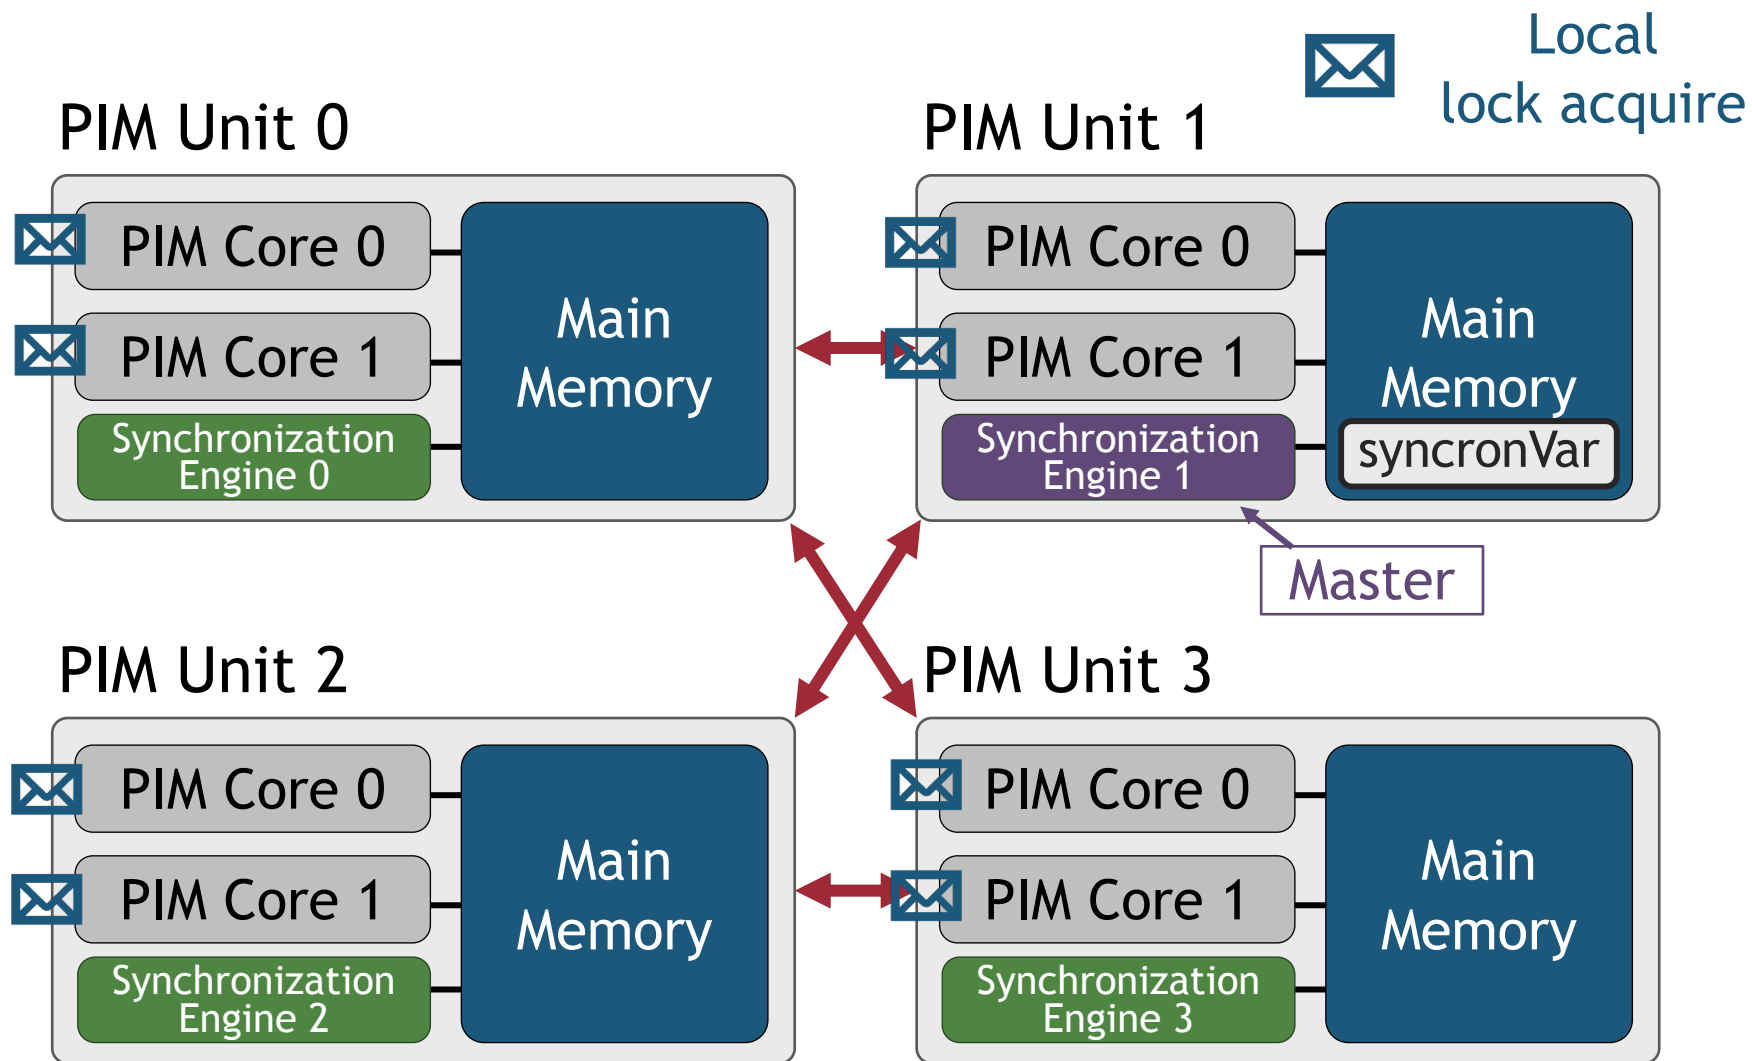 Local
lock acquire
PIM Unit 0
PIM Core 0
PIM Core 1
Synchronization
Engine 0
Main
Memory
PIM Unit 1
PIM Core 0
PIM Core 1
Synchronization
Engine 1
Main
Memory
syncronVar
Master
PIM Unit 2
PIM Core 0
PIM Core 1
Synchronization
Engine 2
Main
Memory
PIM Unit 3
PIM Core 0
PIM Core 1
Synchronization
Engine 3
Main
Memory